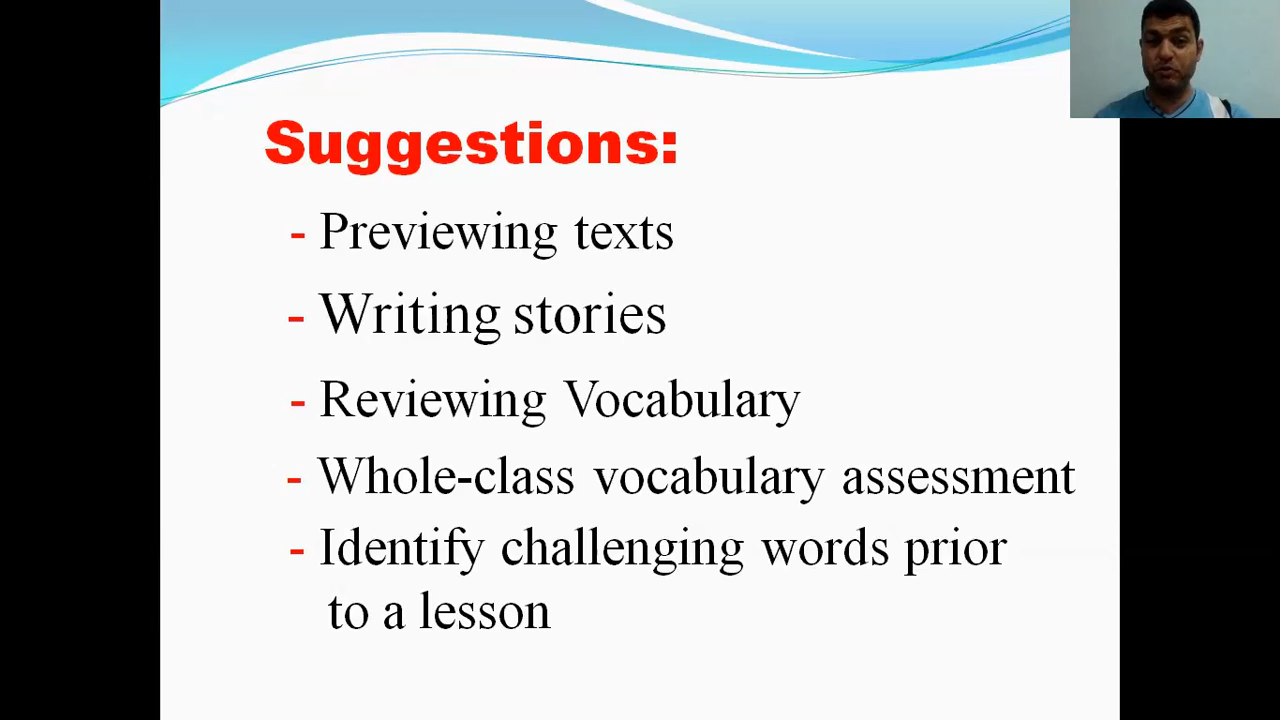 Suggestions:
- Previewing texts
- Writing stories
- Reviewing Vocabulary
- Whole-class vocabulary assessment
- Identify challenging words prior
to a lesson